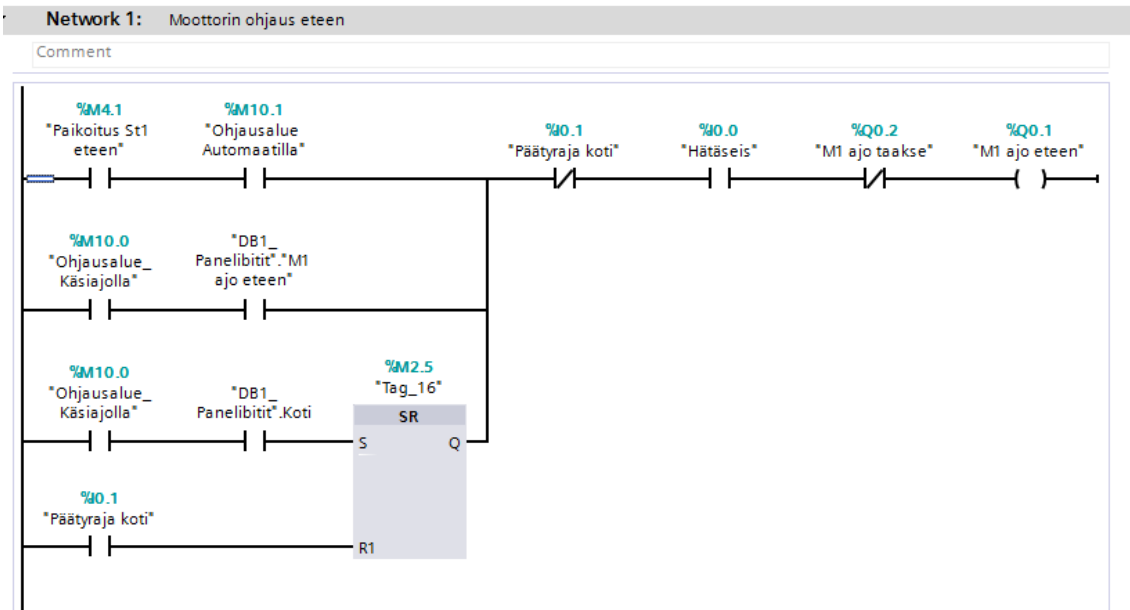 Network 1: Moottorin ohjaus eteen
Comment
%M4.1
"Paikoitus St1
eteen"
%M10.1
"Ohjausalue
Automaatilla"
%I0.1
"Päätyraja koti"
%I0.0
"Hätäseis"
%Q0.2
"M1 ajo taakse"
%Q0.1
"M1 ajo eteen"
%M10.0
"Ohjausalue_
Käsiajolla"
"DB1_
Panelibitit"."M1
ajo eteen"
%M10.0
"Ohjausalue_
Käsiajolla"
"DB1_
Panelibitit".Koti
%M2.5
"Tag_16"
SR
S Q
%I0.1
"Päätyraja koti"
R1